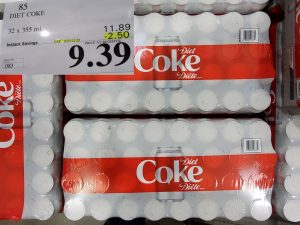 85
DIET COKE
32 x 355 ml
11.89
Instant Savings
-2.50
9.39
Diet
Coke
Diète
Diet
Coke
Diète